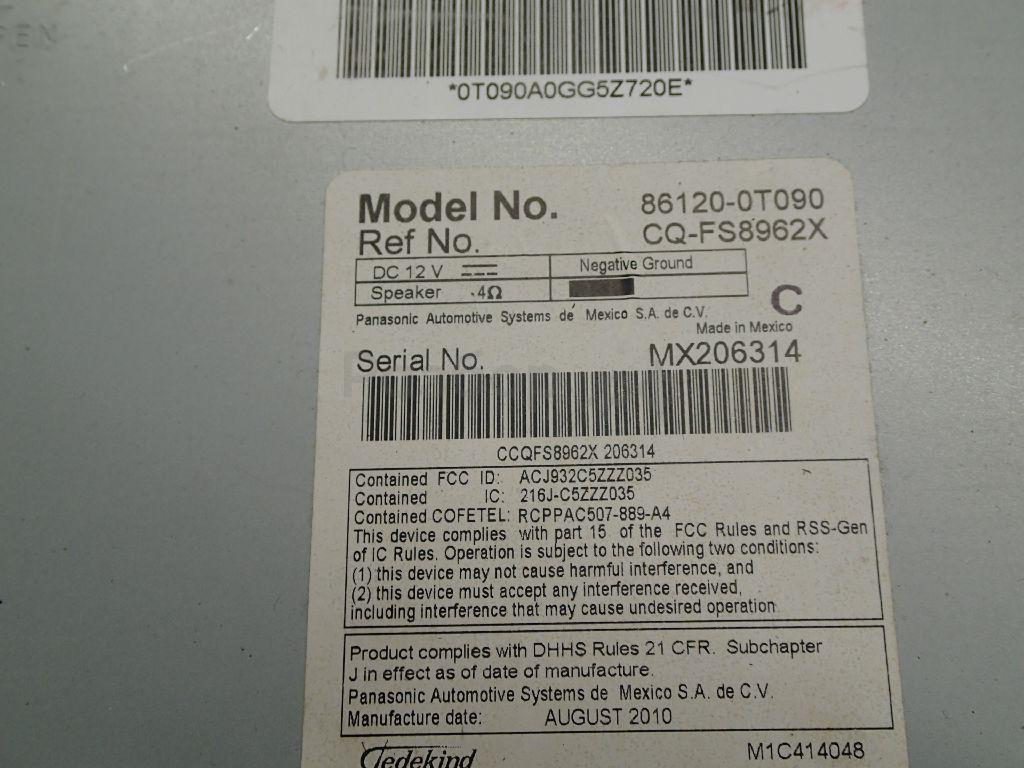 *0T090A0GG5Z720E*
Model No. 86120-0T090
Ref No. CQ-FS8962X
DC 12 V Negative Ground
Speaker 4Ω
C
Panasonic Automotive Systems de Mexico S.A. de C.V.
Made in Mexico
Serial No. MX206314
CCQFS8962X 206314
Contained FCC ID: ACJ932C5ZZZ035
Contained IC: 216J-C5ZZZ035
Contained COFETEL: RCPPAC507-889-A4
This device complies with part 15 of the FCC Rules and RSS-Gen
of IC Rules. Operation is subject to the following two conditions:
(1) this device may not cause harmful interference, and
(2) this device must accept any interference received,
including interference that may cause undesired operation
Product complies with DHHS Rules 21 CFR. Subchapter
J in effect as of date of manufacture.
Panasonic Automotive Systems de Mexico S.A. de C.V.
Manufacture date: AUGUST 2010
M1C414048